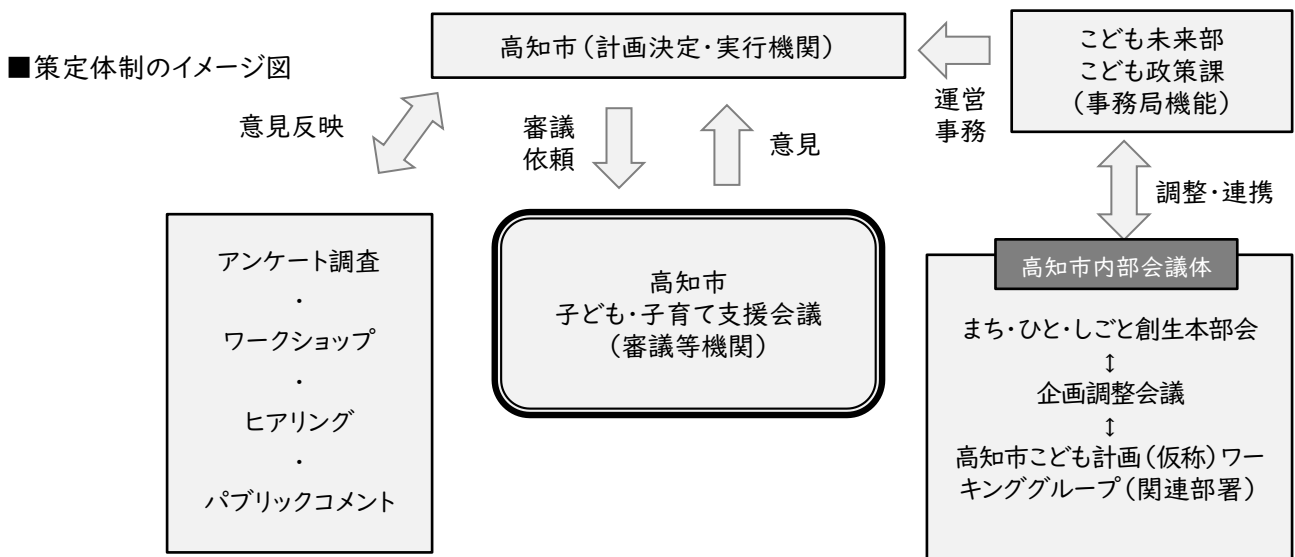 ■策定体制のイメージ図
高知市（計画決定・実行機関）
こども未来部
こども政策課
（事務局機能）
運営
事務
意見反映
審議
依頼
意見
調整・連携
アンケート調査
・
ワークショップ
・
ヒアリング
・
パブリックコメント
高知市
子ども・子育て支援会議
（審議等機関）
高知市内部会議体
まち・ひと・しごと創生本部会
↕
企画調整会議
↕
高知市こども計画（仮称）ワー
キンググループ（関連部署）